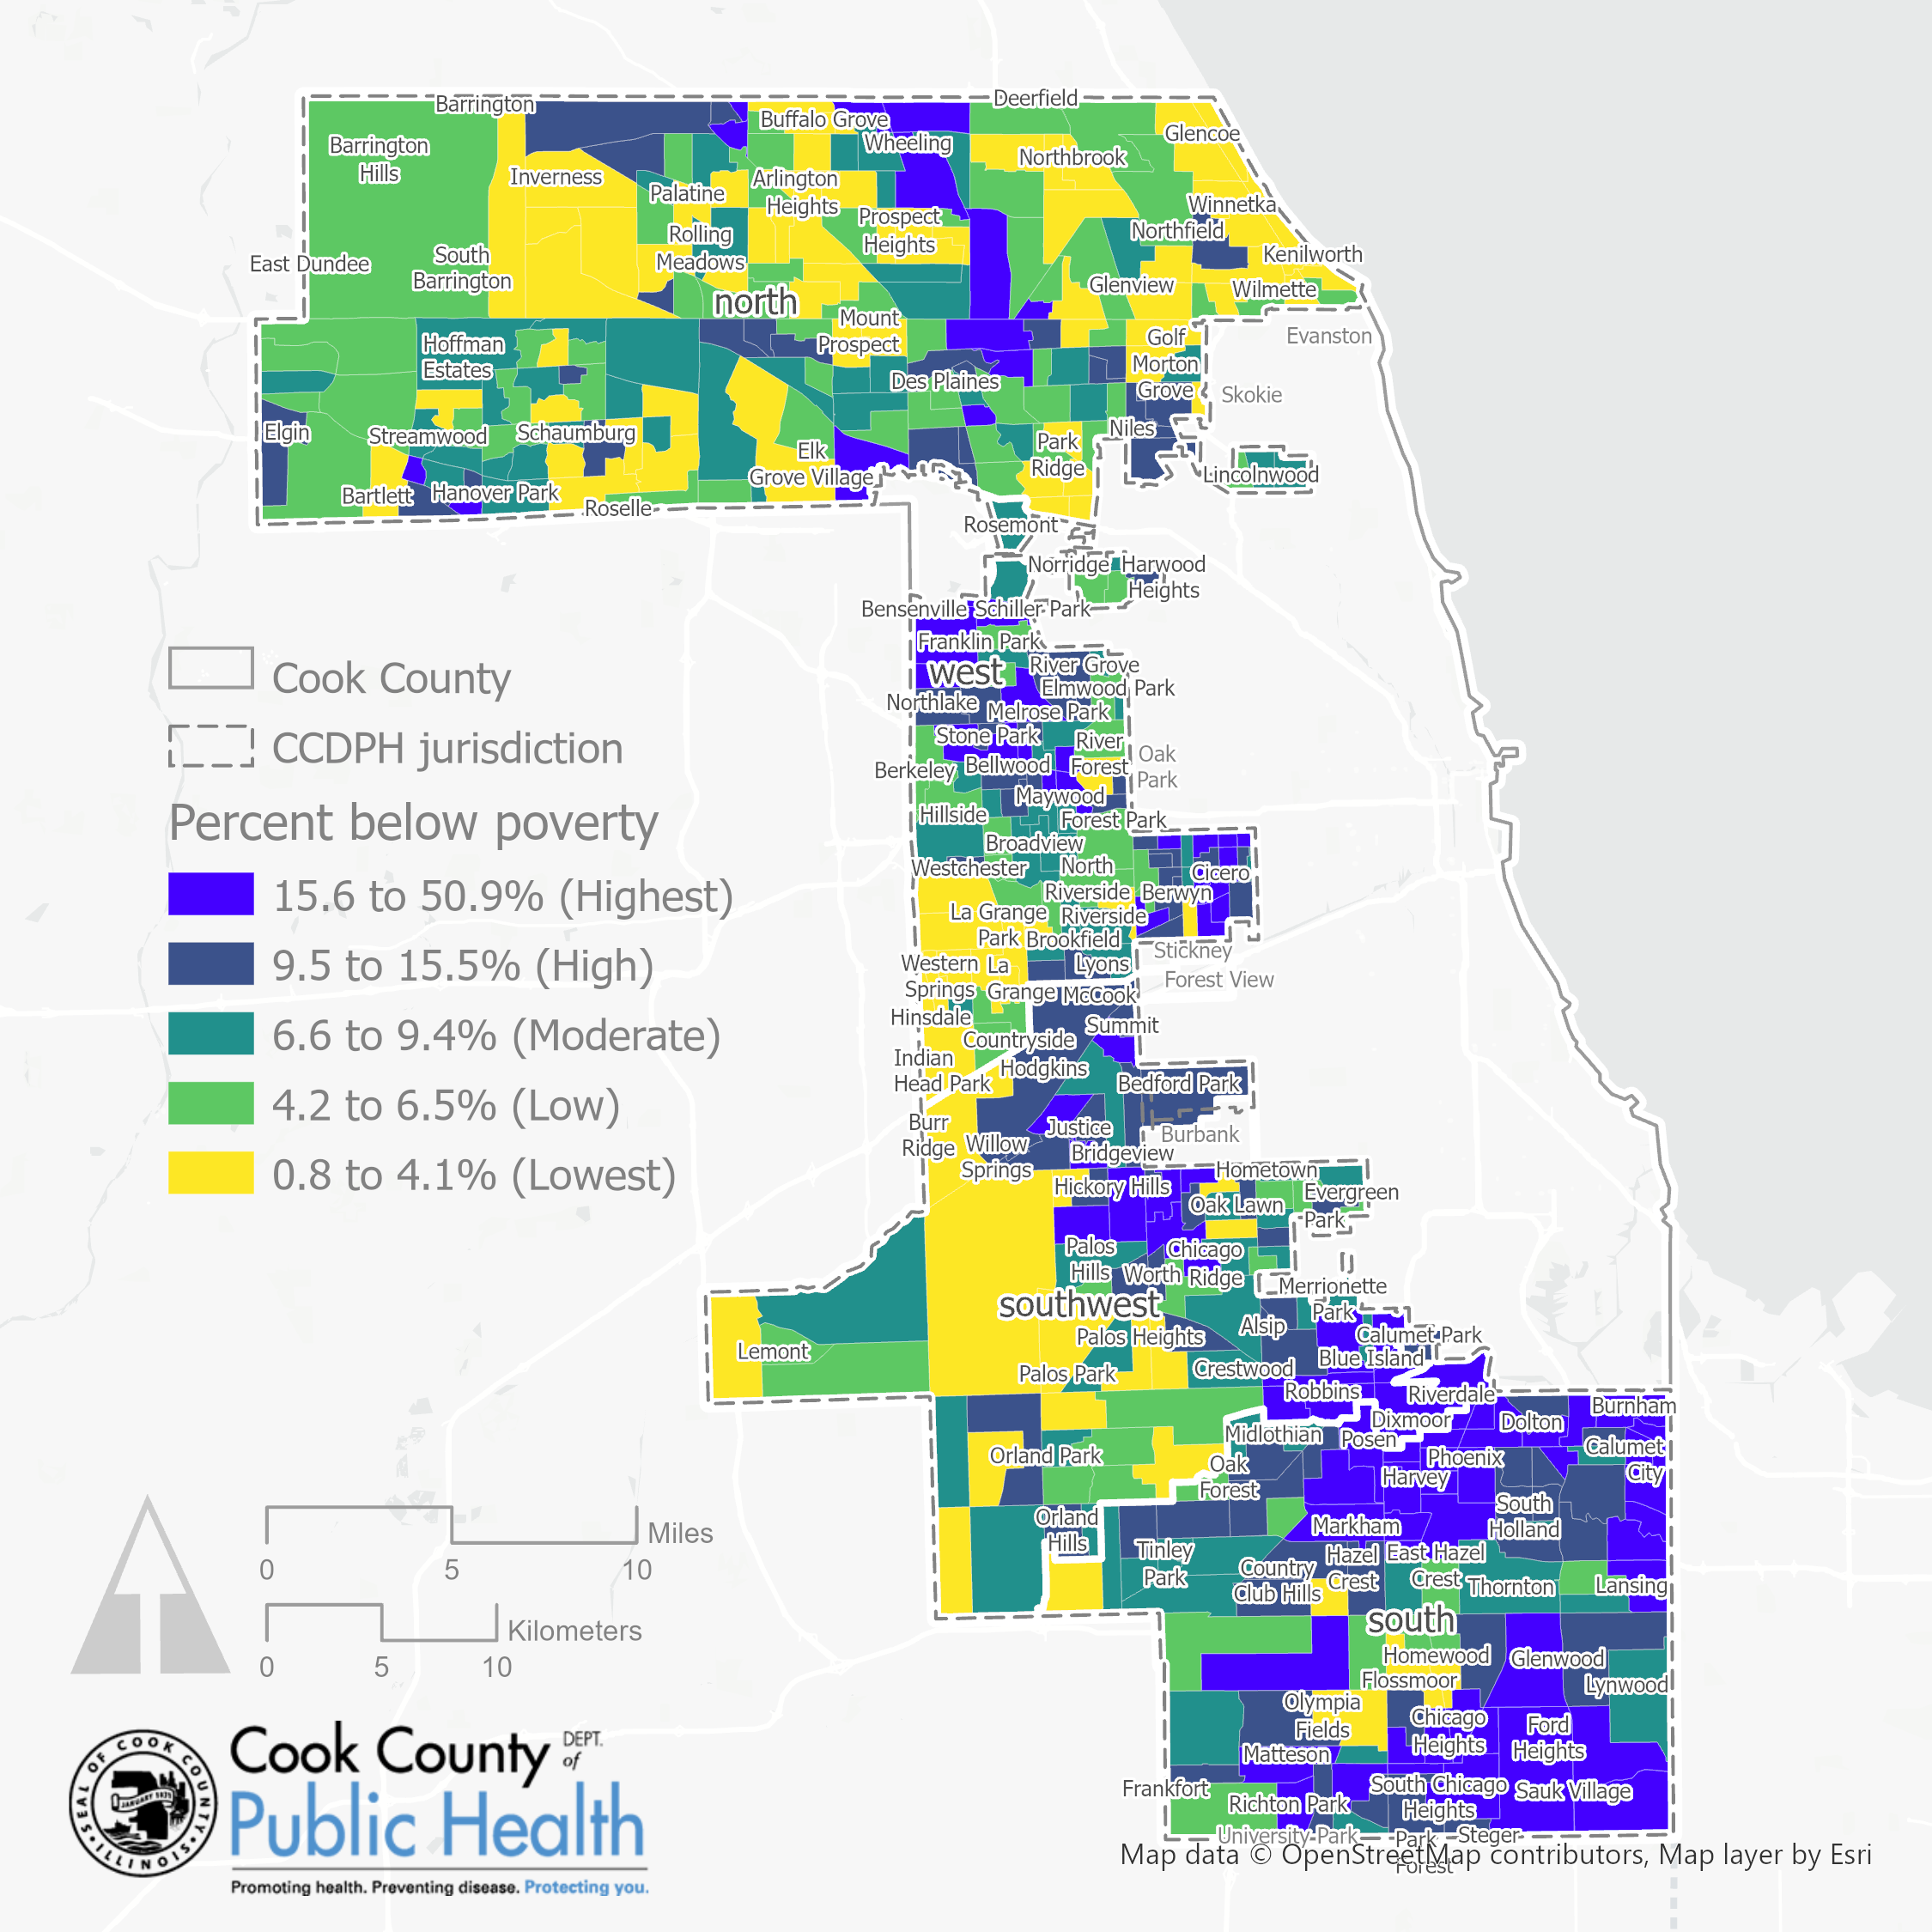 Barrington
Deerfield
Buffalo Grove
Glencoe
Barrington
Hills
Wheeling
Northbrook
Inverness
Palatine
Arlington
Heights
Winnetka
Prospect
Heights
Northfield
Rolling
Meadows
East Dundee
South
Barrington
Kenilworth
Glenview
Wilmette
north
Mount
Prospect
Golf
Evanston
Hoffman
Estates
Morton
Grove
Des Plaines
Skokie
Elgin
Streamwood
Schaumburg
Niles
Park
Ridge
Elk
Grove Village
Lincolnwood
Bartlett
Hanover Park
Roselle
Rosemont
Norridge
Harwood
Heights
Bensenville
Schiller Park
Franklin Park
west
River Grove
Elmwood Park
Northlake
Melrose Park
Stone Park
River
Forest
Oak
Park
Berkeley
Bellwood
Maywood
Hillside
Forest Park
Broadview
Westchester
North
Riverside
Cicero
Berwyn
La Grange
Park
Riverside
Brookfield
Stickney
Western
Springs
La
Grange
Lyons
Forest View
McCook
Hinsdale
Summit
Countryside
Indian
Head Park
Hodgkins
Bedford Park
Burr
Ridge
Justice
Burbank
Willow
Springs
Bridgeview
Hometown
Hickory Hills
Evergreen
Park
Oak Lawn
Palos
Hills
Chicago
Ridge
Worth
Merrionette
Park
southwest
Alsip
Palos Heights
Calumet Park
Lemont
Blue Island
Palos Park
Crestwood
Robbins
Riverdale
Burnham
Dixmoor
Dolton
Midlothian
Posen
Calumet
City
Orland Park
Phoenix
Oak
Forest
Harvey
South
Holland
Orland
Hills
Markham
Tinley
Park
Hazel
Crest
East Hazel
Crest
Country
Club Hills
Thornton
Lansing
south
Homewood
Glenwood
Flossmoor
Lynwood
Olympia
Fields
Chicago
Heights
Ford
Heights
Matteson
Frankfort
South Chicago
Heights
Sauk Village
Richton Park
University Park
Park
Forest
Steger
Cook County
CCDPH jurisdiction
Percent below poverty
15.6 to 50.9% (Highest)
9.5 to 15.5% (High)
6.6 to 9.4% (Moderate)
4.2 to 6.5% (Low)
0.8 to 4.1% (Lowest)
Miles
0 5 10
Kilometers
0 5 10
SEAL OF COOK COUNTY
JANUARY 1831
ILLINOIS
Cook County DEPT. of
Public Health
Promoting health. Preventing disease. Protecting you.
Map data © OpenStreetMap contributors, Map layer by Esri